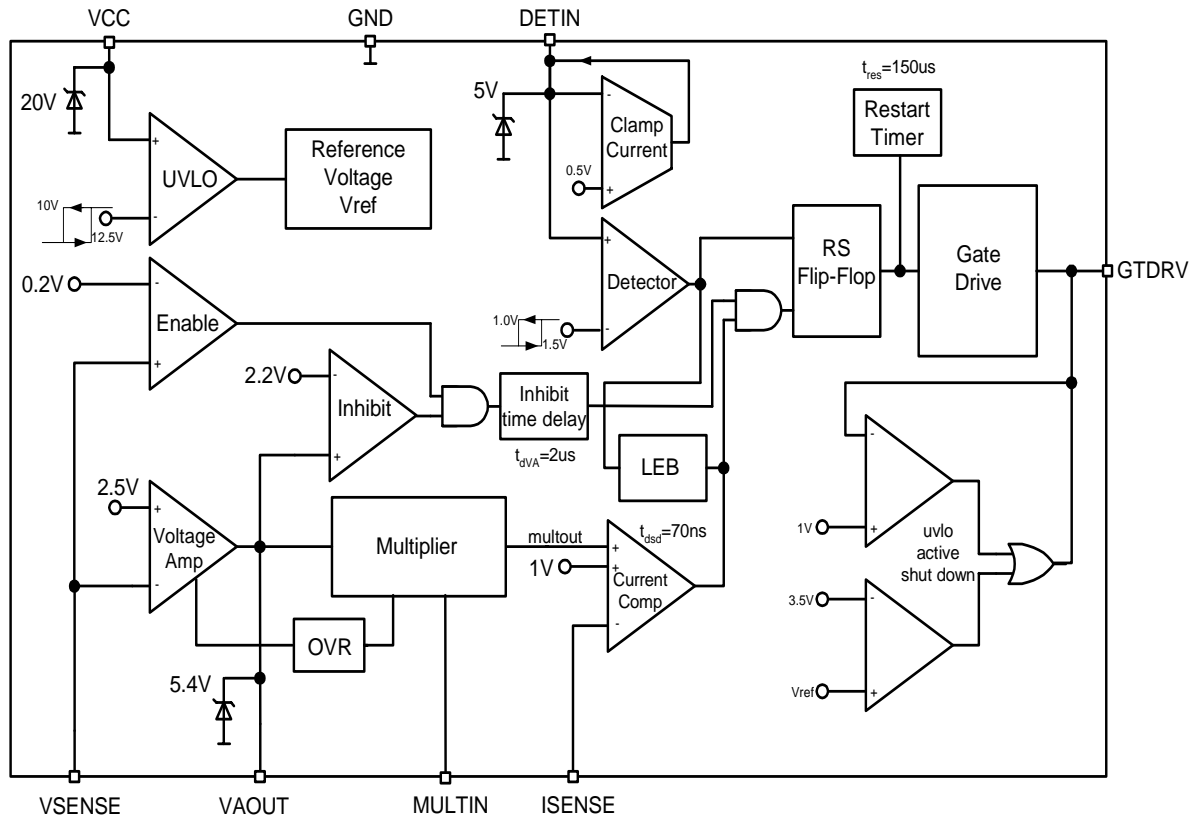 VCC
GND
DETIN
20V
+
UVLO
-
10V
12.5V
Reference
Voltage
Vref
5V
-
Clamp
Current
0.5V
+
t_res=150us
Restart
Timer
0.2V
-
Enable
+
+
Detector
-
1.0V
1.5V
RS
Flip-Flop
Gate
Drive
GTDRV
2.2V
-
Inhibit
+
Inhibit
time delay
t_dVA=2us
LEB
2.5V
+
Voltage
Amp
-
Multiplier
multout
1V
+
+
t_dsd=70ns
Current
Comp
-
OVR
5.4V
-
1V
+
uvlo
active
shut down
3.5V
-
Vref
+
VSENSE
VAOUT
MULTIN
ISENSE